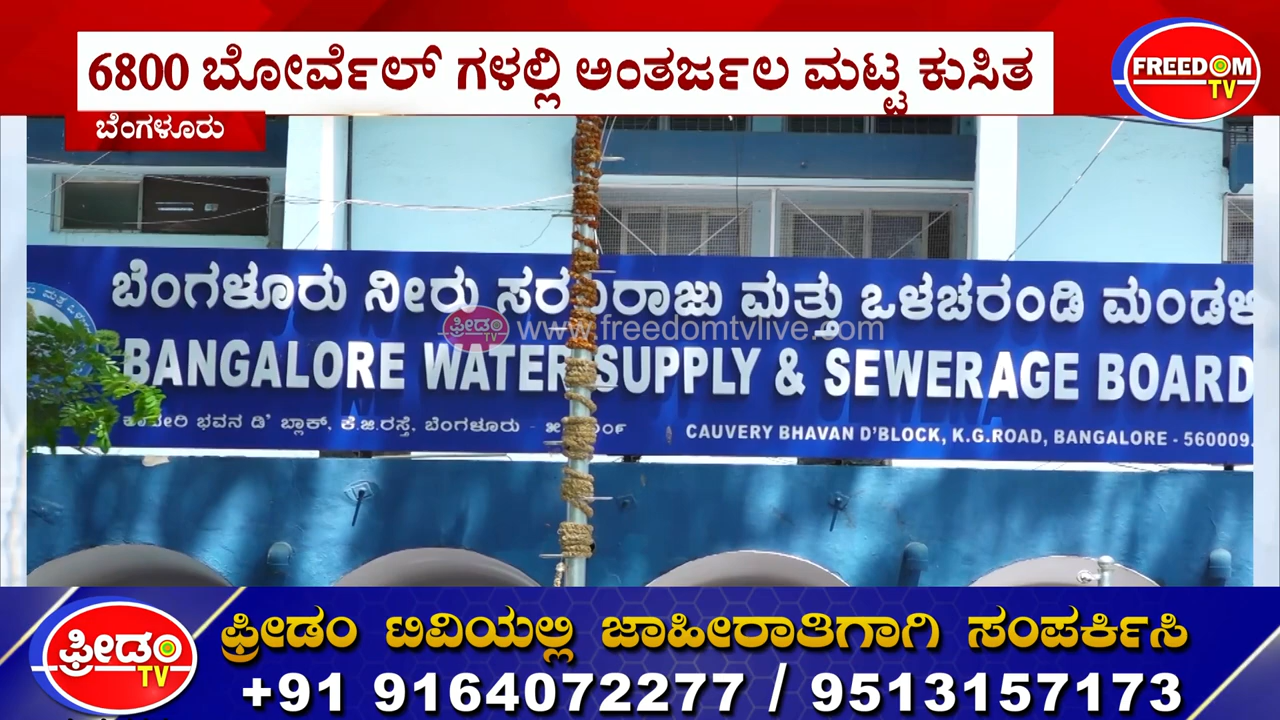 6800 ಬೋರ್ವೆಲ್ ಗಳಲ್ಲಿ ಅಂತರ್ಜಲ ಮಟ್ಟ ಕುಸಿತ
FREEDOM
TV
ಬೆಂಗಳೂರು
ಬೆಂಗಳೂರು ನೀರು ಸರಬರಾಜು ಮತ್ತು ಒಳಚರಂಡಿ ಮಂಡಳಿ
ಫ್ರೀಡಂ
TV
www.freedomtvlive.com
BANGALORE WATER SUPPLY & SEWERAGE BOARD
ಕಾವೇರಿ ಭವನ ಡಿ' ಬ್ಲಾಕ್, ಕೆ.ಜಿ.ರಸ್ತೆ, ಬೆಂಗಳೂರು -
CAUVERY BHAVAN D'BLOCK, K.G.ROAD, BANGALORE - 560009.
ಫ್ರೀಡಂ
TV
ಫ್ರೀಡಂ ಟಿವಿಯಲ್ಲಿ ಜಾಹೀರಾತಿಗಾಗಿ ಸಂಪರ್ಕಿಸಿ
+91 9164072277 / 9513157173